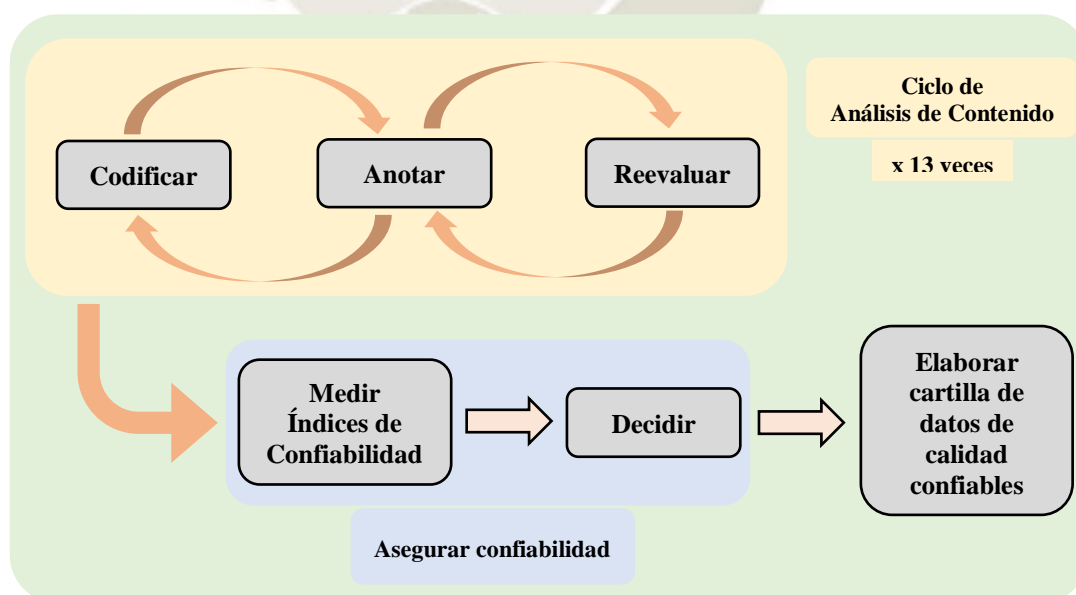 Ciclo de
Análisis de Contenido
x 13 veces
Codificar
Anotar
Reevaluar
Medir
Índices de
Confiabilidad
Decidir
Elaborar
cartilla de
datos de
calidad
confiables
Asegurar confiabilidad